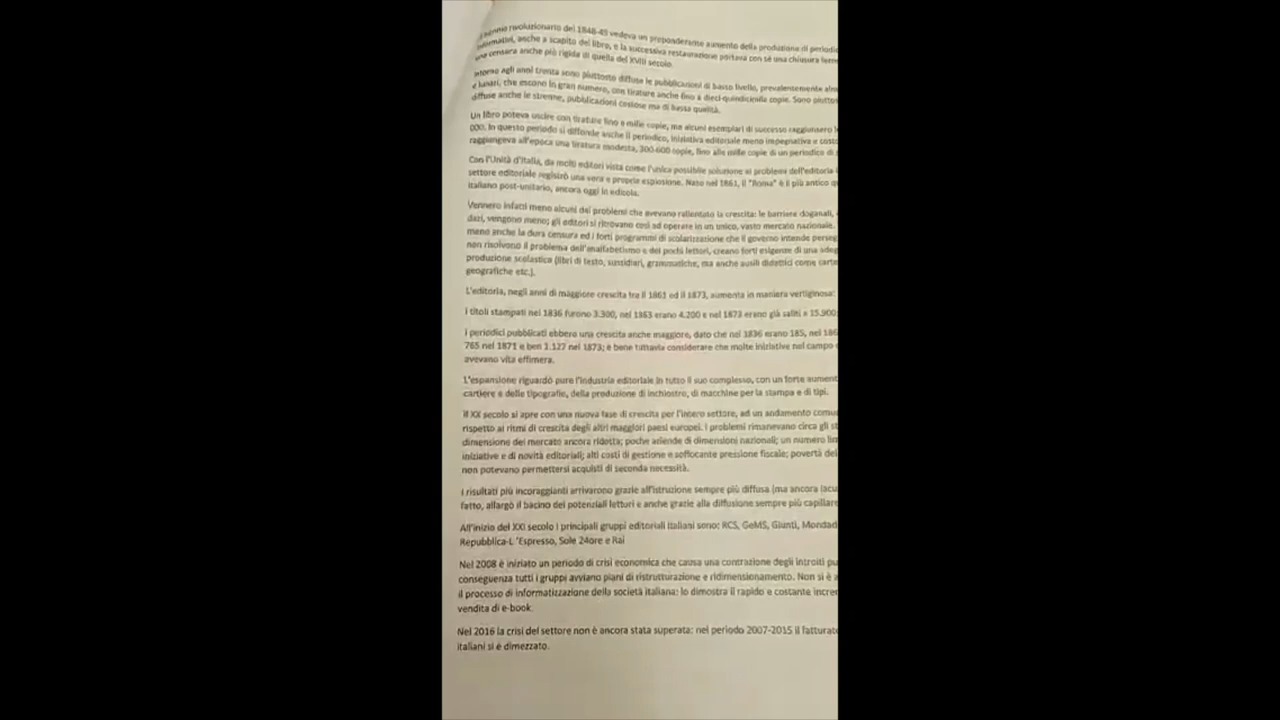 rivoluzionario del 1848-49 vedeva un preponderante aumento della produzione di periodic
informativi, anche a scapito del libro, e la successiva restaurazione portava con sé una chiusura
una censura anche più rigida di quella del XVIII secolo.
Intorno agli anni trenta sono piuttosto diffuse le pubblicazioni di basso livello, prevalentemente
e lunari, che escono in gran numero, con tirature anche fino a dieci-quindicimila copie. Sono piuttos
diffuse anche le strenne, pubblicazioni costose ma di bassa qualità.
Un libro poteva uscire con tirature fino a mille copie, ma alcuni esemplari di successo raggiunsero le
000. In questo periodo si diffonde anche il periodico, iniziativa editoriale meno impegnativa e costo
raggiungeva all'epoca una tiratura modesta, 300-600 copie, fino alle mille copie di un periodico di
Con l'Unità d'Italia, da molti editori vista come l'unica possibile soluzione al problema dell'editoria i
settore editoriale registrò una vera e propria esplosione. Nato nel 1861, il "Roma" è il più antico qu
italiano post-unitario, ancora oggi in edicola.
Vennero infatti meno alcuni dei problemi che avevano rallentato la crescita: le barriere doganali,
dazi, vengono meno; gli editori si ritrovano così ad operare in un unico, vasto mercato nazionale.
meno anche la dura censura ed i forti programmi di scolarizzazione che il governo intende perseg
non risolvono il problema dell'analfabetismo e dei pochi lettori, creano forti esigenze di una adeg
produzione scolastica (libri di testo, sussidiari, grammatiche, ma anche ausili didattici come carte
geografiche etc.).
L'editoria, negli anni di maggiore crescita tra il 1861 ed il 1873, aumenta in maniera vertiginosa:
I titoli stampati nel 1836 furono 3.300, nel 1863 erano 4.200 e nel 1873 erano già saliti a 15.900;
I periodici pubblicati ebbero una crescita anche maggiore, dato che nel 1836 erano 185, nel 186
765 nel 1871 e ben 1.127 nel 1873; è bene tuttavia considerare che molte iniziative nel campo
avevano vita effimera.
L'espansione riguardò pure l'industria editoriale in tutto il suo complesso, con un forte aument
cartiere e delle tipografie, della produzione di inchiostro, di macchine per la stampa e di tipi.
Il XX secolo si apre con una nuova fase di crescita per l'intero settore, ad un andamento comu
rispetto ai ritmi di crescita degli altri maggiori paesi europei. I problemi rimanevano circa gli st
dimensione del mercato ancora ridotta; poche aziende di dimensioni nazionali; un numero lim
iniziative e di novità editoriali; alti costi di gestione e soffocante pressione fiscale; povertà del
non potevano permettersi acquisti di seconda necessità.
I risultati più incoraggianti arrivarono grazie all'istruzione sempre più diffusa (ma ancora lacu
fatto, allargò il bacino dei potenziali lettori e anche grazie alla diffusione sempre più capillare
All'inizio del XXI secolo i principali gruppi editoriali italiani sono: RCS, GeMS, Giunti, Mondad
Repubblica-L 'Espresso, Sole 24ore e Rai
Nel 2008 è iniziato un periodo di crisi economica che causa una contrazione degli introiti pu
conseguenza tutti i gruppi avviano piani di ristrutturazione e ridimensionamento. Non si è a
il processo di informatizzazione della società italiana: lo dimostra il rapido e costante incre
vendita di e-book.
Nel 2016 la crisi del settore non è ancora stata superata: nel periodo 2007-2015 il fatturato
italiani si è dimezzato.